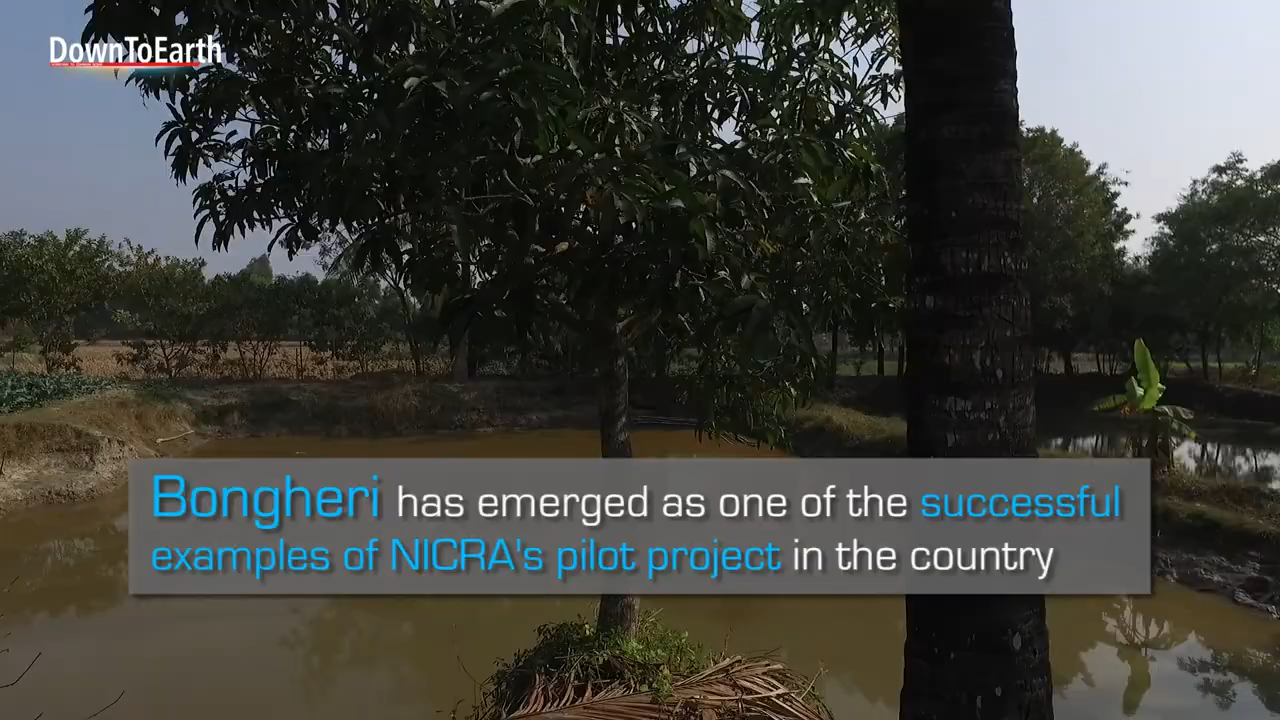 DownToEarth
Bongheri has emerged as one of the successful
examples of NICRA's pilot project in the country